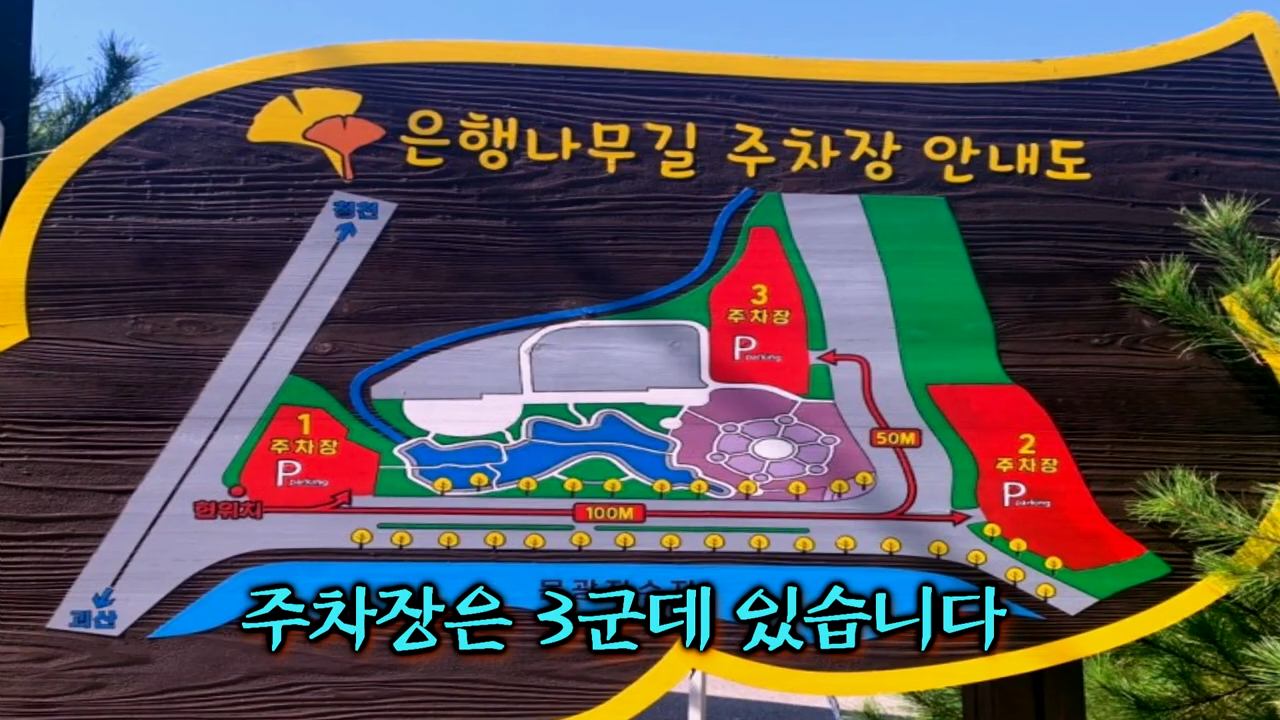 은행나무길 주차장 안내도
청천
3
주차장
P parking
1
주차장
P parking
50M
2
주차장
P parking
현위치
100M
괴산
주차장은 3군데 있습니다